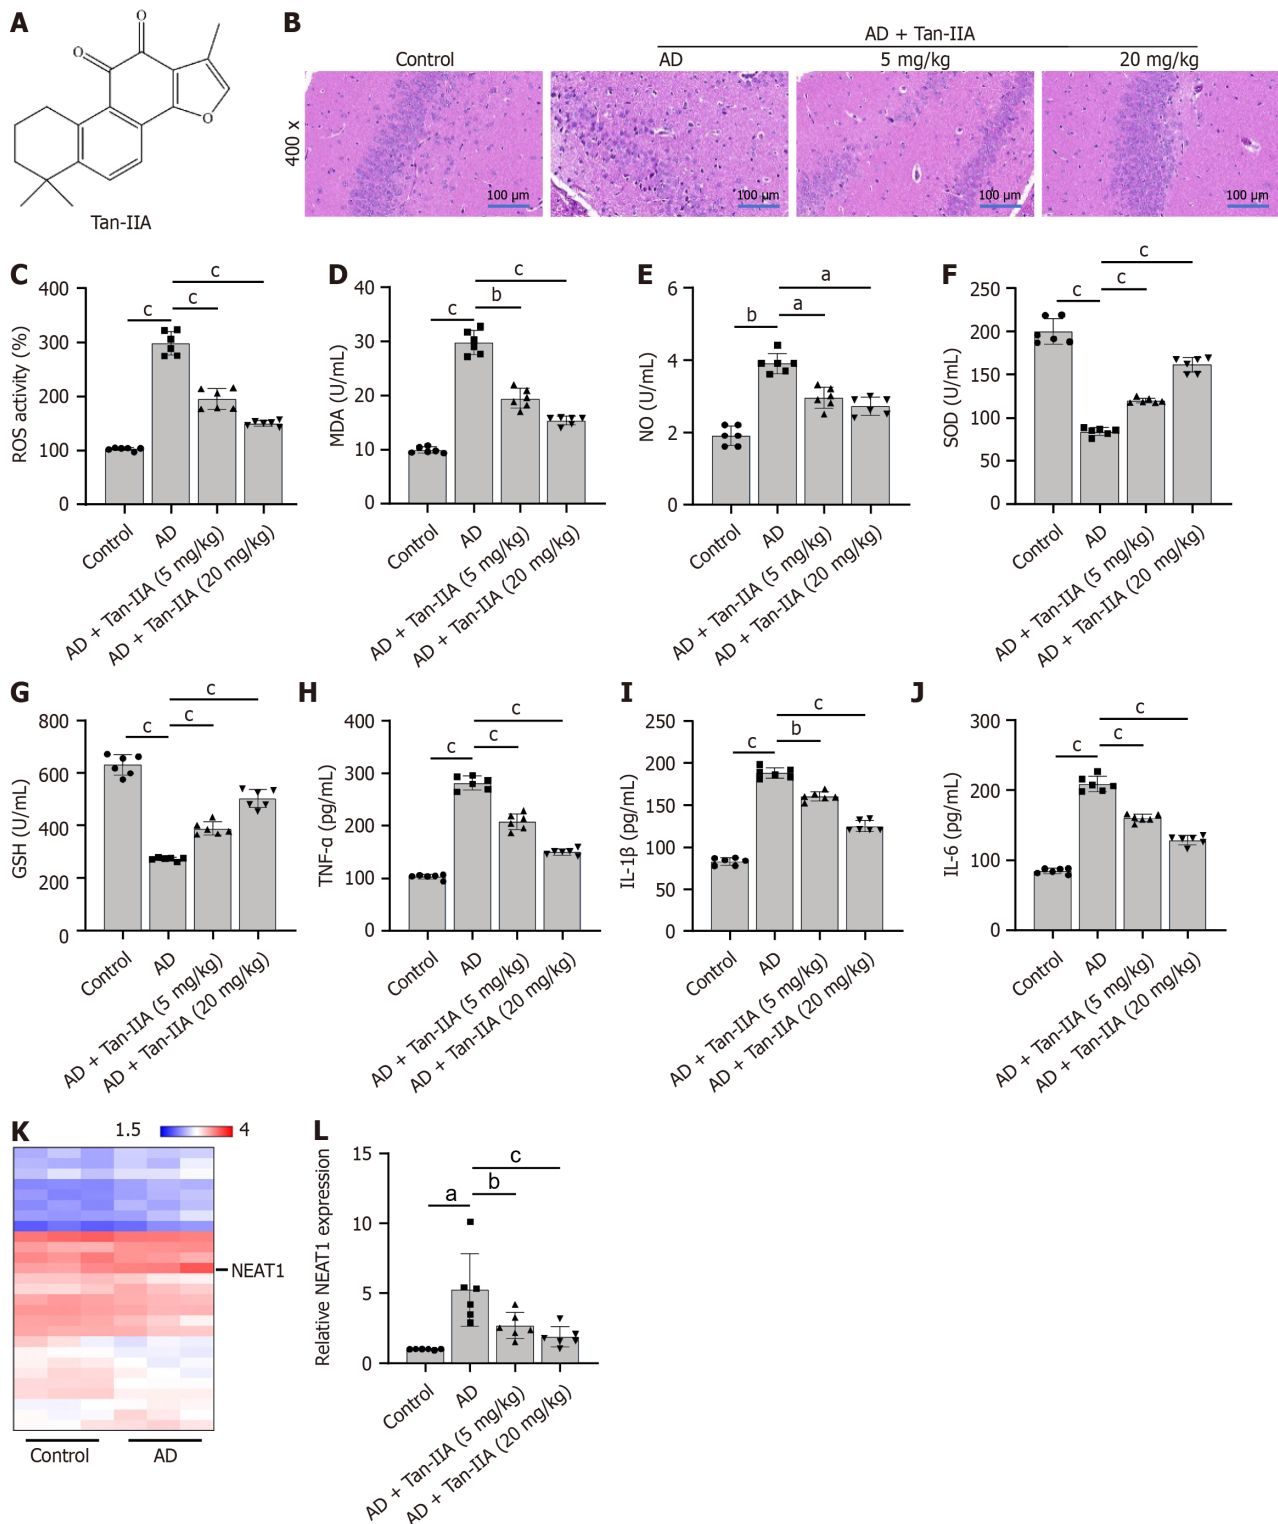 A
O
O
O
Tan-IIA
B
AD + Tan-IIA
Control
AD
5 mg/kg
20 mg/kg
400 x
100 μm
100 μm
100 μm
100 μm
C
ROS activity (%)
400
300
200
100
0
c
c
c
Control
AD
AD + Tan-IIA (5 mg/kg)
AD + Tan-IIA (20 mg/kg)
D
MDA (U/mL)
40
30
20
10
0
c
b
c
Control
AD
AD + Tan-IIA (5 mg/kg)
AD + Tan-IIA (20 mg/kg)
E
NO (U/mL)
6
4
2
0
a
a
b
Control
AD
AD + Tan-IIA (5 mg/kg)
AD + Tan-IIA (20 mg/kg)
F
SOD (U/mL)
250
200
150
100
50
0
c
c
c
Control
AD
AD + Tan-IIA (5 mg/kg)
AD + Tan-IIA (20 mg/kg)
G
GSH (U/mL)
800
600
400
200
0
c
c
c
Control
AD
AD + Tan-IIA (5 mg/kg)
AD + Tan-IIA (20 mg/kg)
H
TNF-α (pg/mL)
400
300
200
100
0
c
c
c
Control
AD
AD + Tan-IIA (5 mg/kg)
AD + Tan-IIA (20 mg/kg)
I
IL-1β (pg/mL)
250
200
150
100
50
0
c
b
c
Control
AD
AD + Tan-IIA (5 mg/kg)
AD + Tan-IIA (20 mg/kg)
J
IL-6 (pg/mL)
300
200
100
0
c
c
c
Control
AD
AD + Tan-IIA (5 mg/kg)
AD + Tan-IIA (20 mg/kg)
K
1.5
4
NEAT1
Control
AD
L
Relative NEAT1 expression
15
10
5
0
c
b
a
Control
AD
AD + Tan-IIA (5 mg/kg)
AD + Tan-IIA (20 mg/kg)